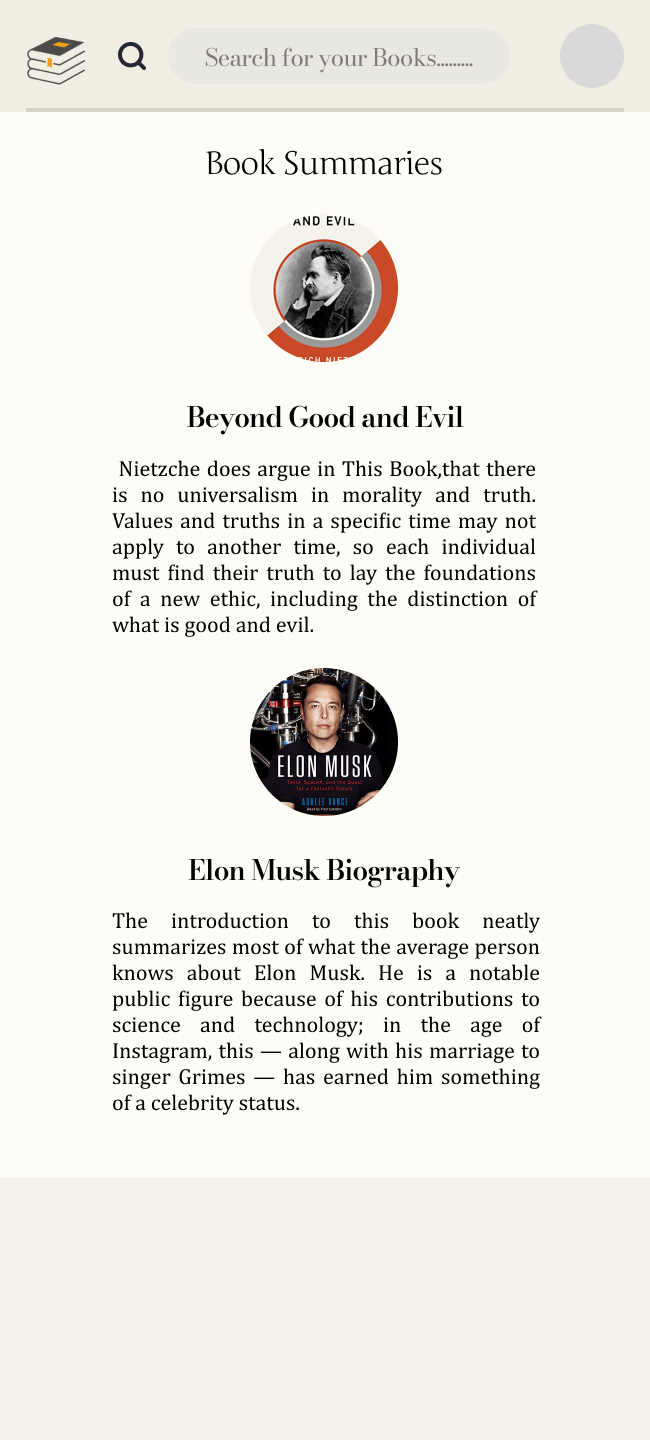 Search for your Books.........
Book Summaries
AND EVIL
Beyond Good and Evil
Nietzche does argue in This Book,that there
is no universalism in morality and truth.
Values and truths in a specific time may not
apply to another time, so each individual
must find their truth to lay the foundations
of a new ethic, including the distinction of
what is good and evil.
ELON MUSK
Tesla, SpaceX, and the Quest
for a Fantastic Future
ASHLEE VANCE
Read by Fred Sanders
Elon Musk Biography
The introduction to this book neatly
summarizes most of what the average person
knows about Elon Musk. He is a notable
public figure because of his contributions to
science and technology; in the age of
Instagram, this — along with his marriage to
singer Grimes — has earned him something
of a celebrity status.